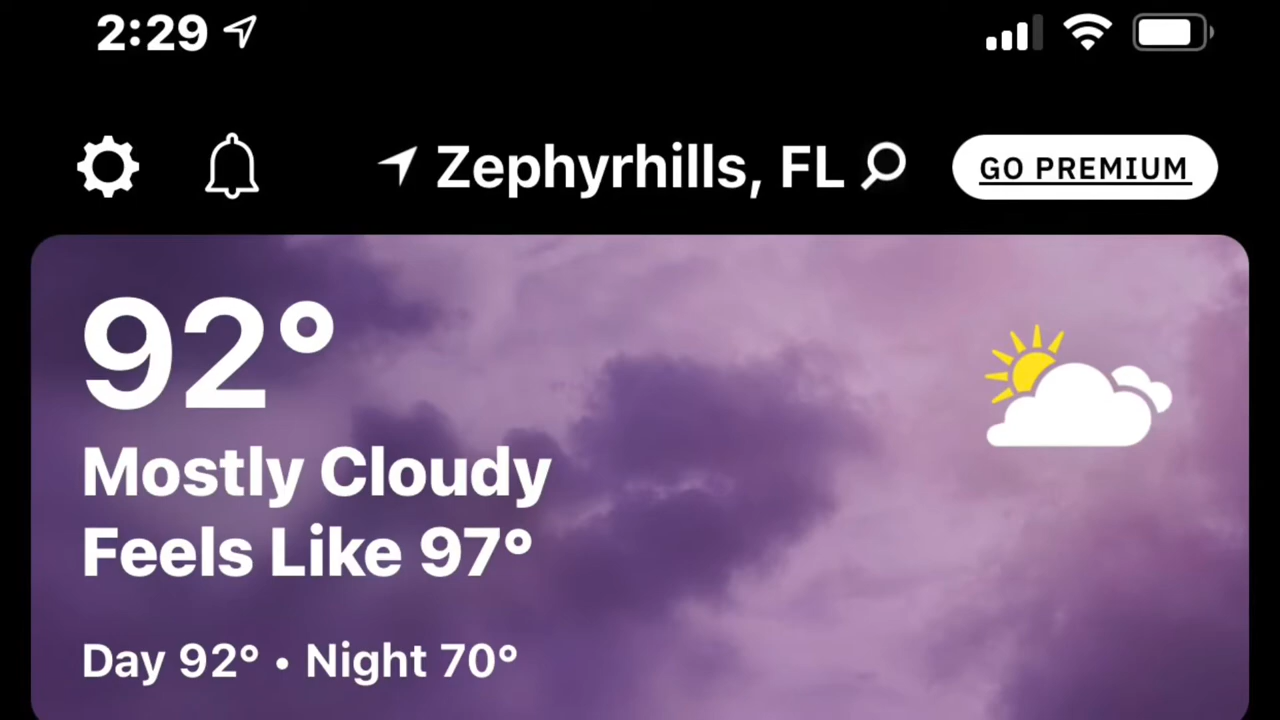 2:29
Zephyrhills, FL
GO PREMIUM
92°
Mostly Cloudy
Feels Like 97°
Day 92° • Night 70°